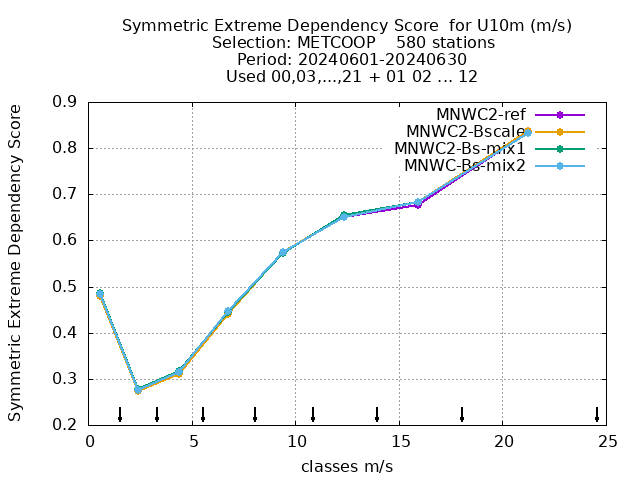 Symmetric Extreme Dependency Score  for U10m (m/s)
Selection: METCOOP    580 stations
Period: 20240601-20240630
Used 00,03,...,21 + 01 02 ... 12
Symmetric Extreme Dependency Score
0.9
0.8
0.7
0.6
0.5
0.4
0.3
0.2
MNWC2-ref
MNWC2-Bscale
MNWC2-Bs-mix1
MNWC-Bs-mix2
0 5 10 15 20 25
classes m/s